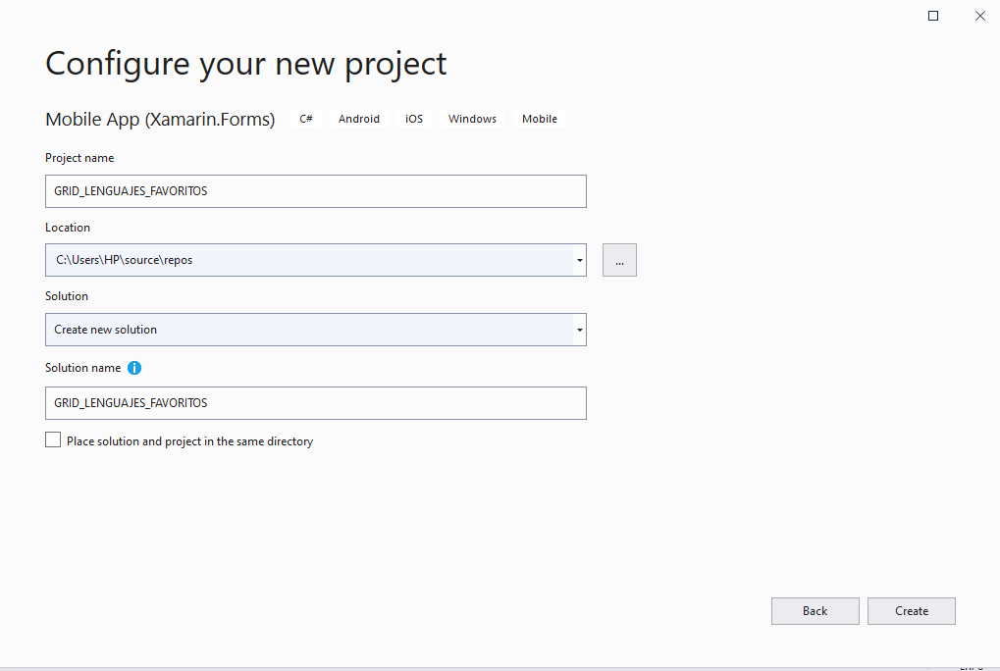 Configure your new project
Mobile App (Xamarin.Forms) C# Android iOS Windows Mobile
Project name
GRID_LENGUAJES_FAVORITOS
Location
C:\Users\HP\source\repos
...
Solution
Create new solution
Solution name
GRID_LENGUAJES_FAVORITOS
Place solution and project in the same directory
Back Create